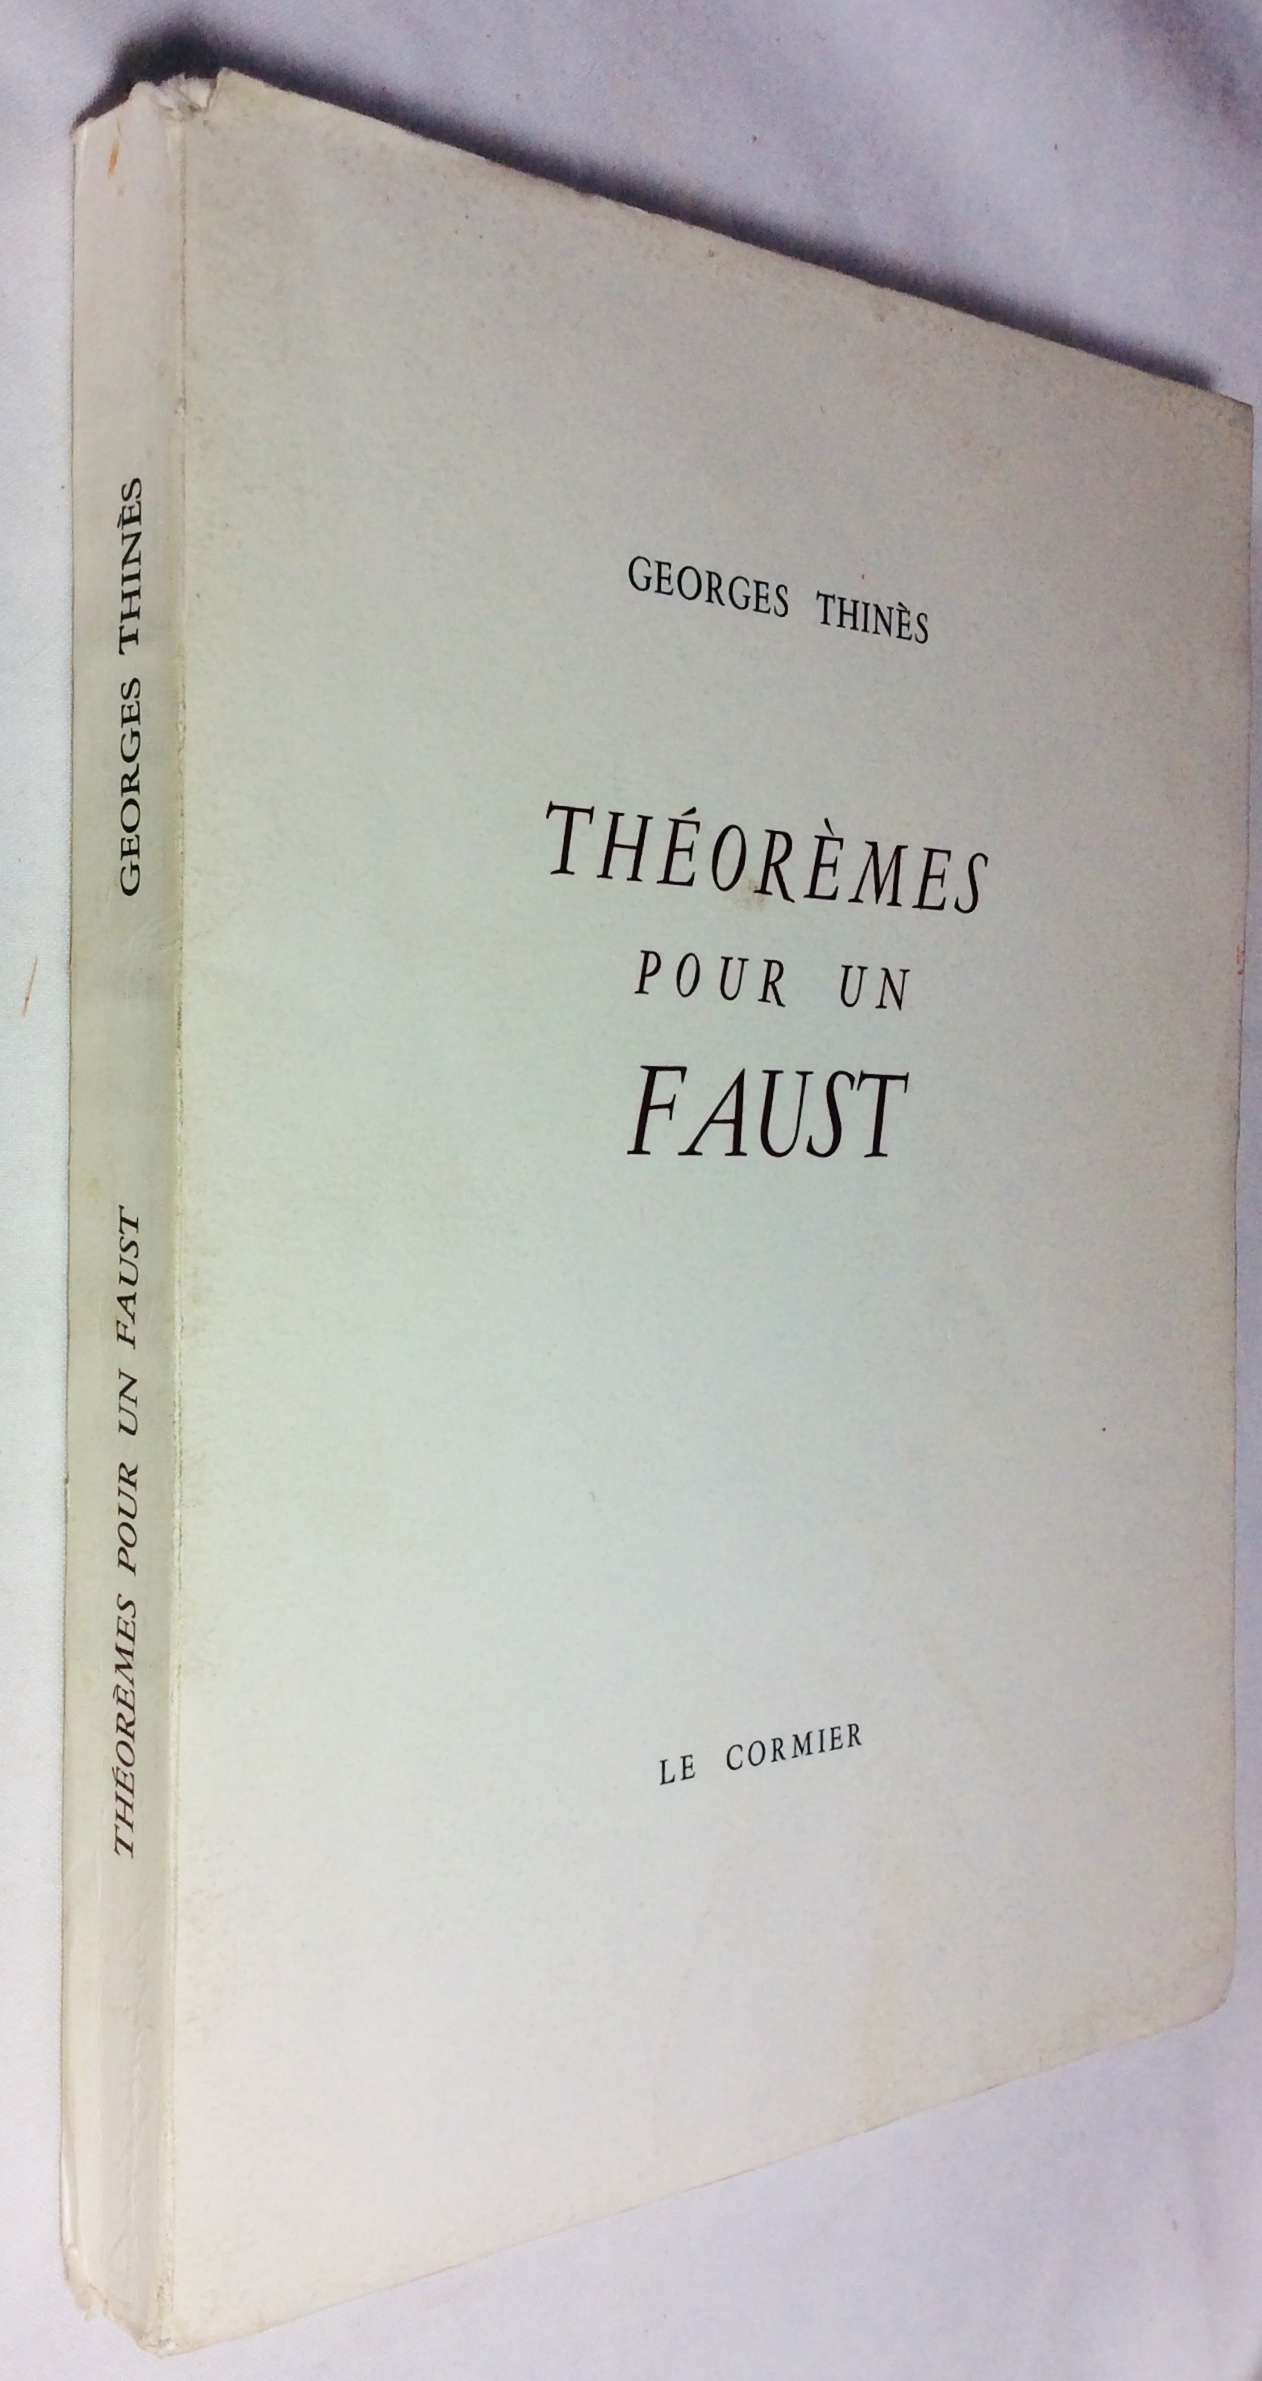 GEORGES THINÈS
THÉORÈMES
POUR UN
FAUST
LE CORMIER
THÉORÈMES POUR UN FAUST GEORGES THINÈS